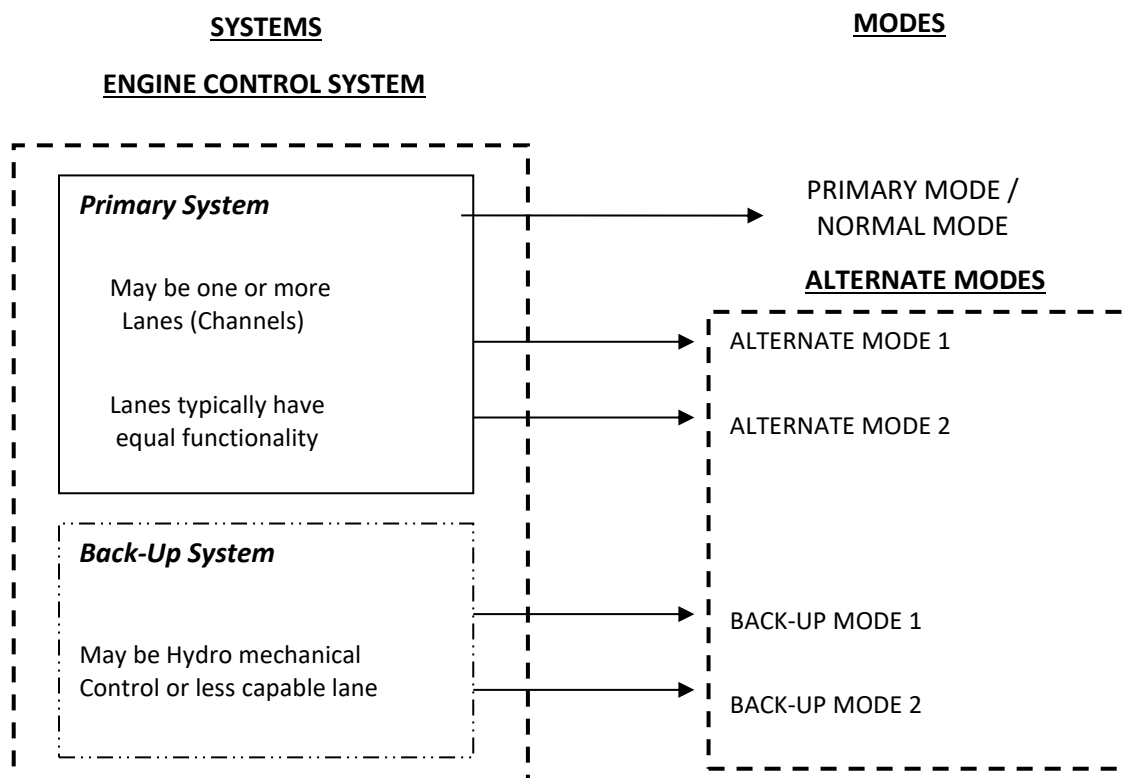 SYSTEMS
MODES
ENGINE CONTROL SYSTEM
Primary System
May be one or more
Lanes (Channels)
Lanes typically have
equal functionality
PRIMARY MODE /
NORMAL MODE
ALTERNATE MODES
ALTERNATE MODE 1
ALTERNATE MODE 2
Back-Up System
May be Hydro mechanical
Control or less capable lane
BACK-UP MODE 1
BACK-UP MODE 2